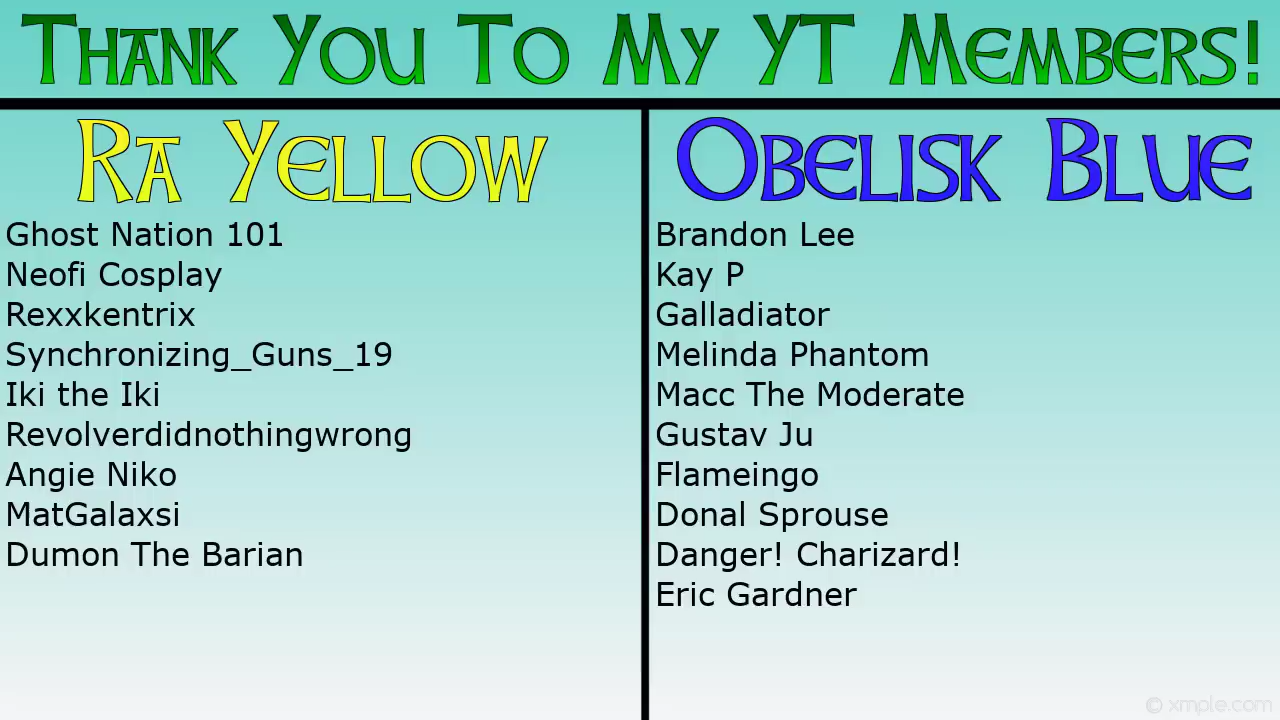 Thank You To My YT Members!
Ra Yellow
Ghost Nation 101
Neofi Cosplay
Rexxkentrix
Synchronizing_Guns_19
Iki the Iki
Revolverdidnothingwrong
Angie Niko
MatGalaxsi
Dumon The Barian
Obelisk Blue
Brandon Lee
Kay P
Galladiator
Melinda Phantom
Macc The Moderate
Gustav Ju
Flameingo
Donal Sprouse
Danger! Charizard!
Eric Gardner
© xmple.com